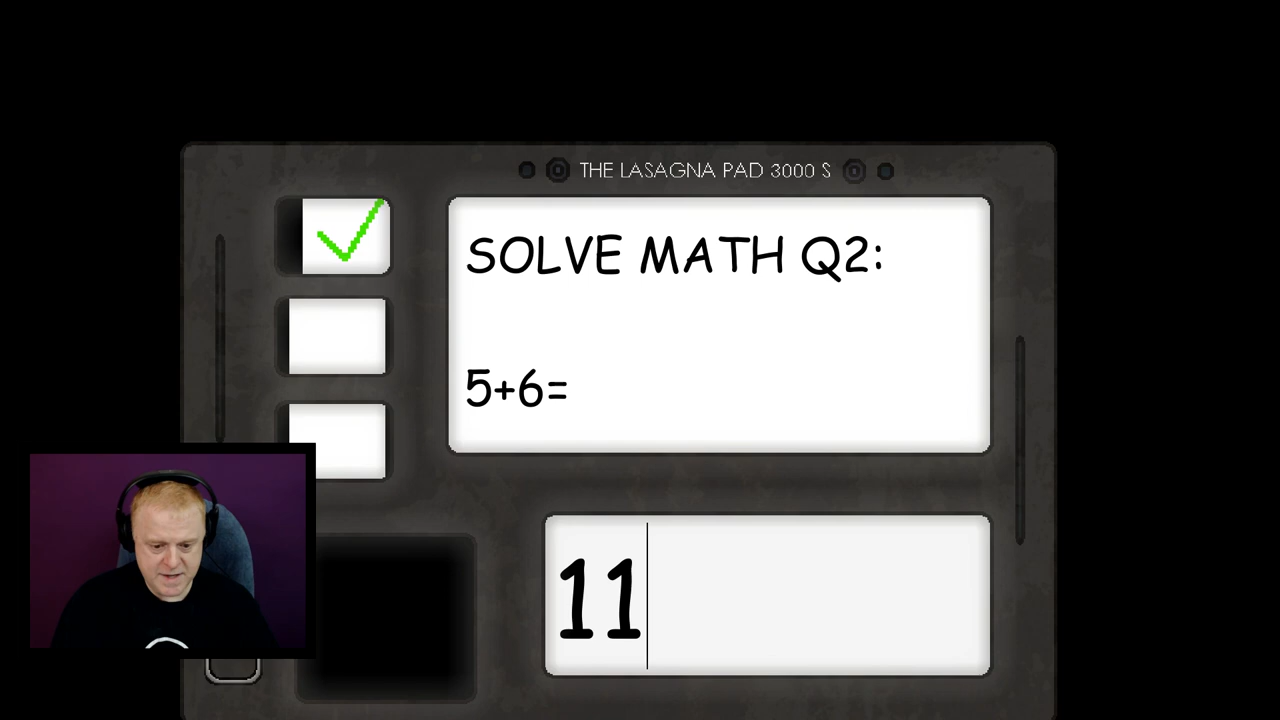 THE LASAGNA PAD 3000 S
SOLVE MATH Q2:
5+6=
11